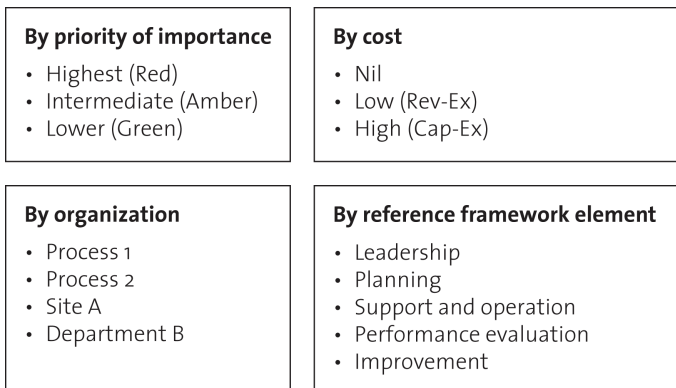 By priority of importance
• Highest (Red)
• Intermediate (Amber)
• Lower (Green)
By cost
• Nil
• Low (Rev-Ex)
• High (Cap-Ex)
By organization
• Process 1
• Process 2
• Site A
• Department B
By reference framework element
• Leadership
• Planning
• Support and operation
• Performance evaluation
• Improvement